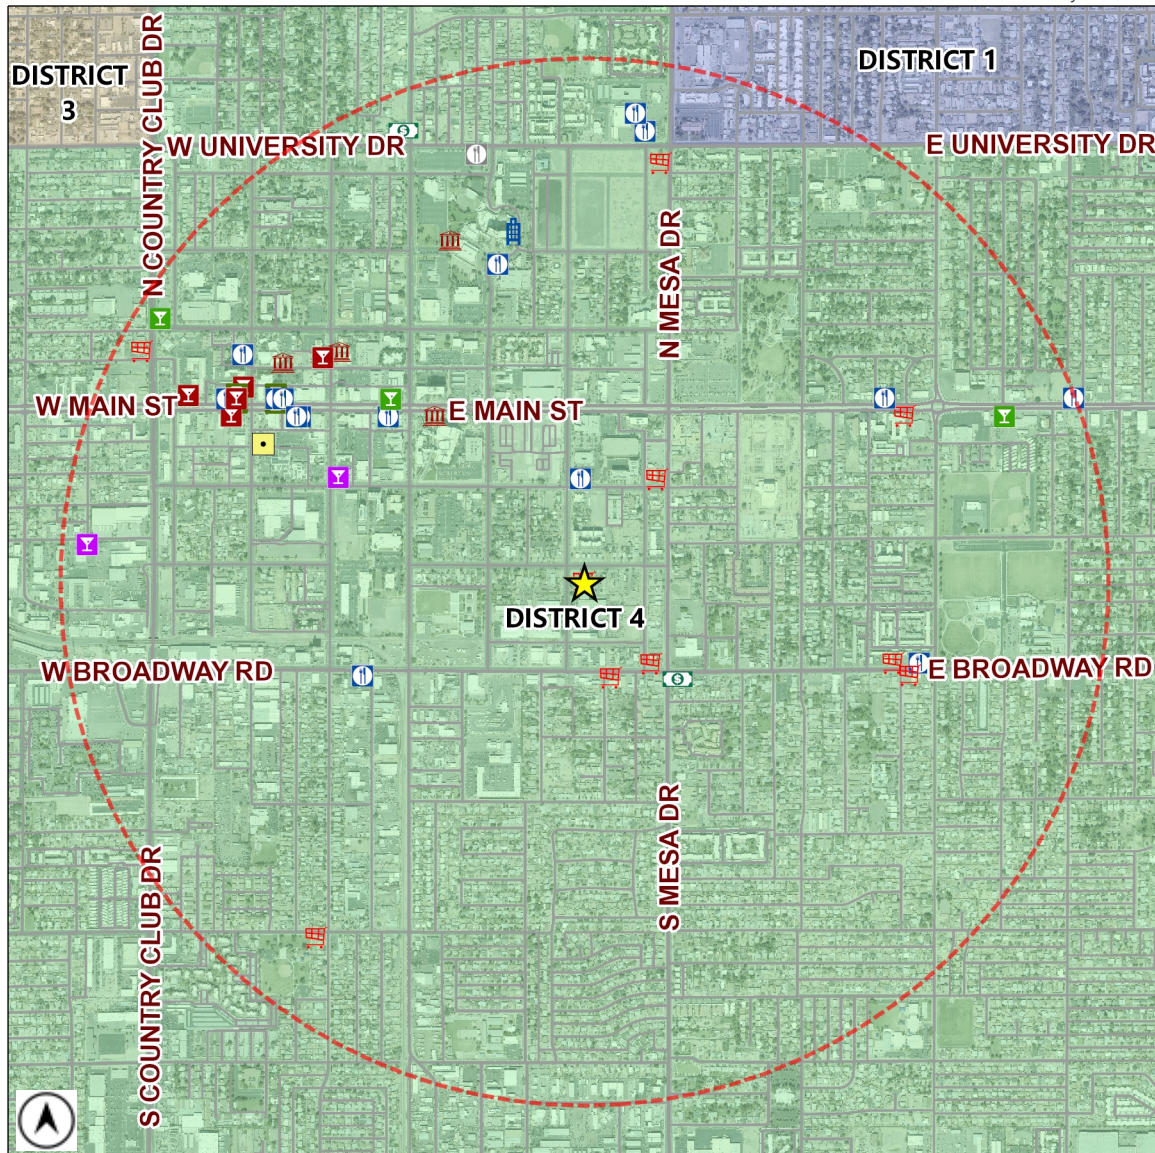 DISTRICT
3
N COUNTRY CLUB DR
DISTRICT 1
W UNIVERSITY DR
E UNIVERSITY DR
N MESA DR
W MAIN ST
E MAIN ST
DISTRICT 4
W BROADWAY RD
E BROADWAY RD
S MESA DR
S COUNTRY CLUB DR